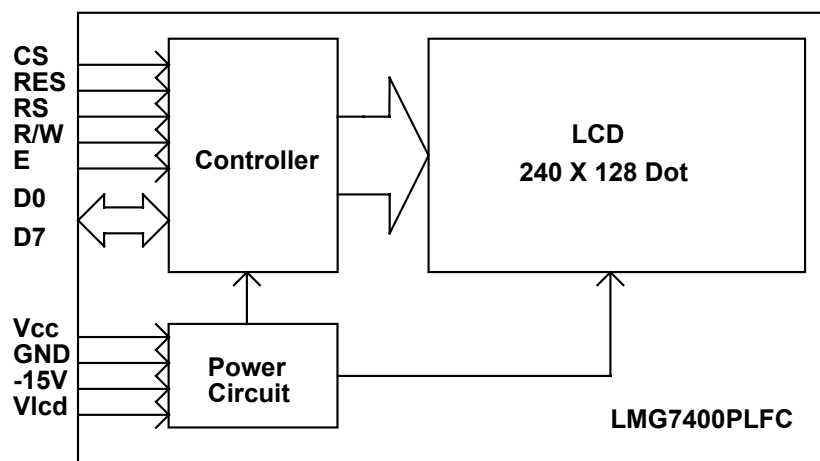 CS
RES
RS
R/W
E
D0
D7
Controller
LCD
240 X 128 Dot
Vcc
GND
-15V
Vlcd
Power
Circuit
LMG7400PLFC